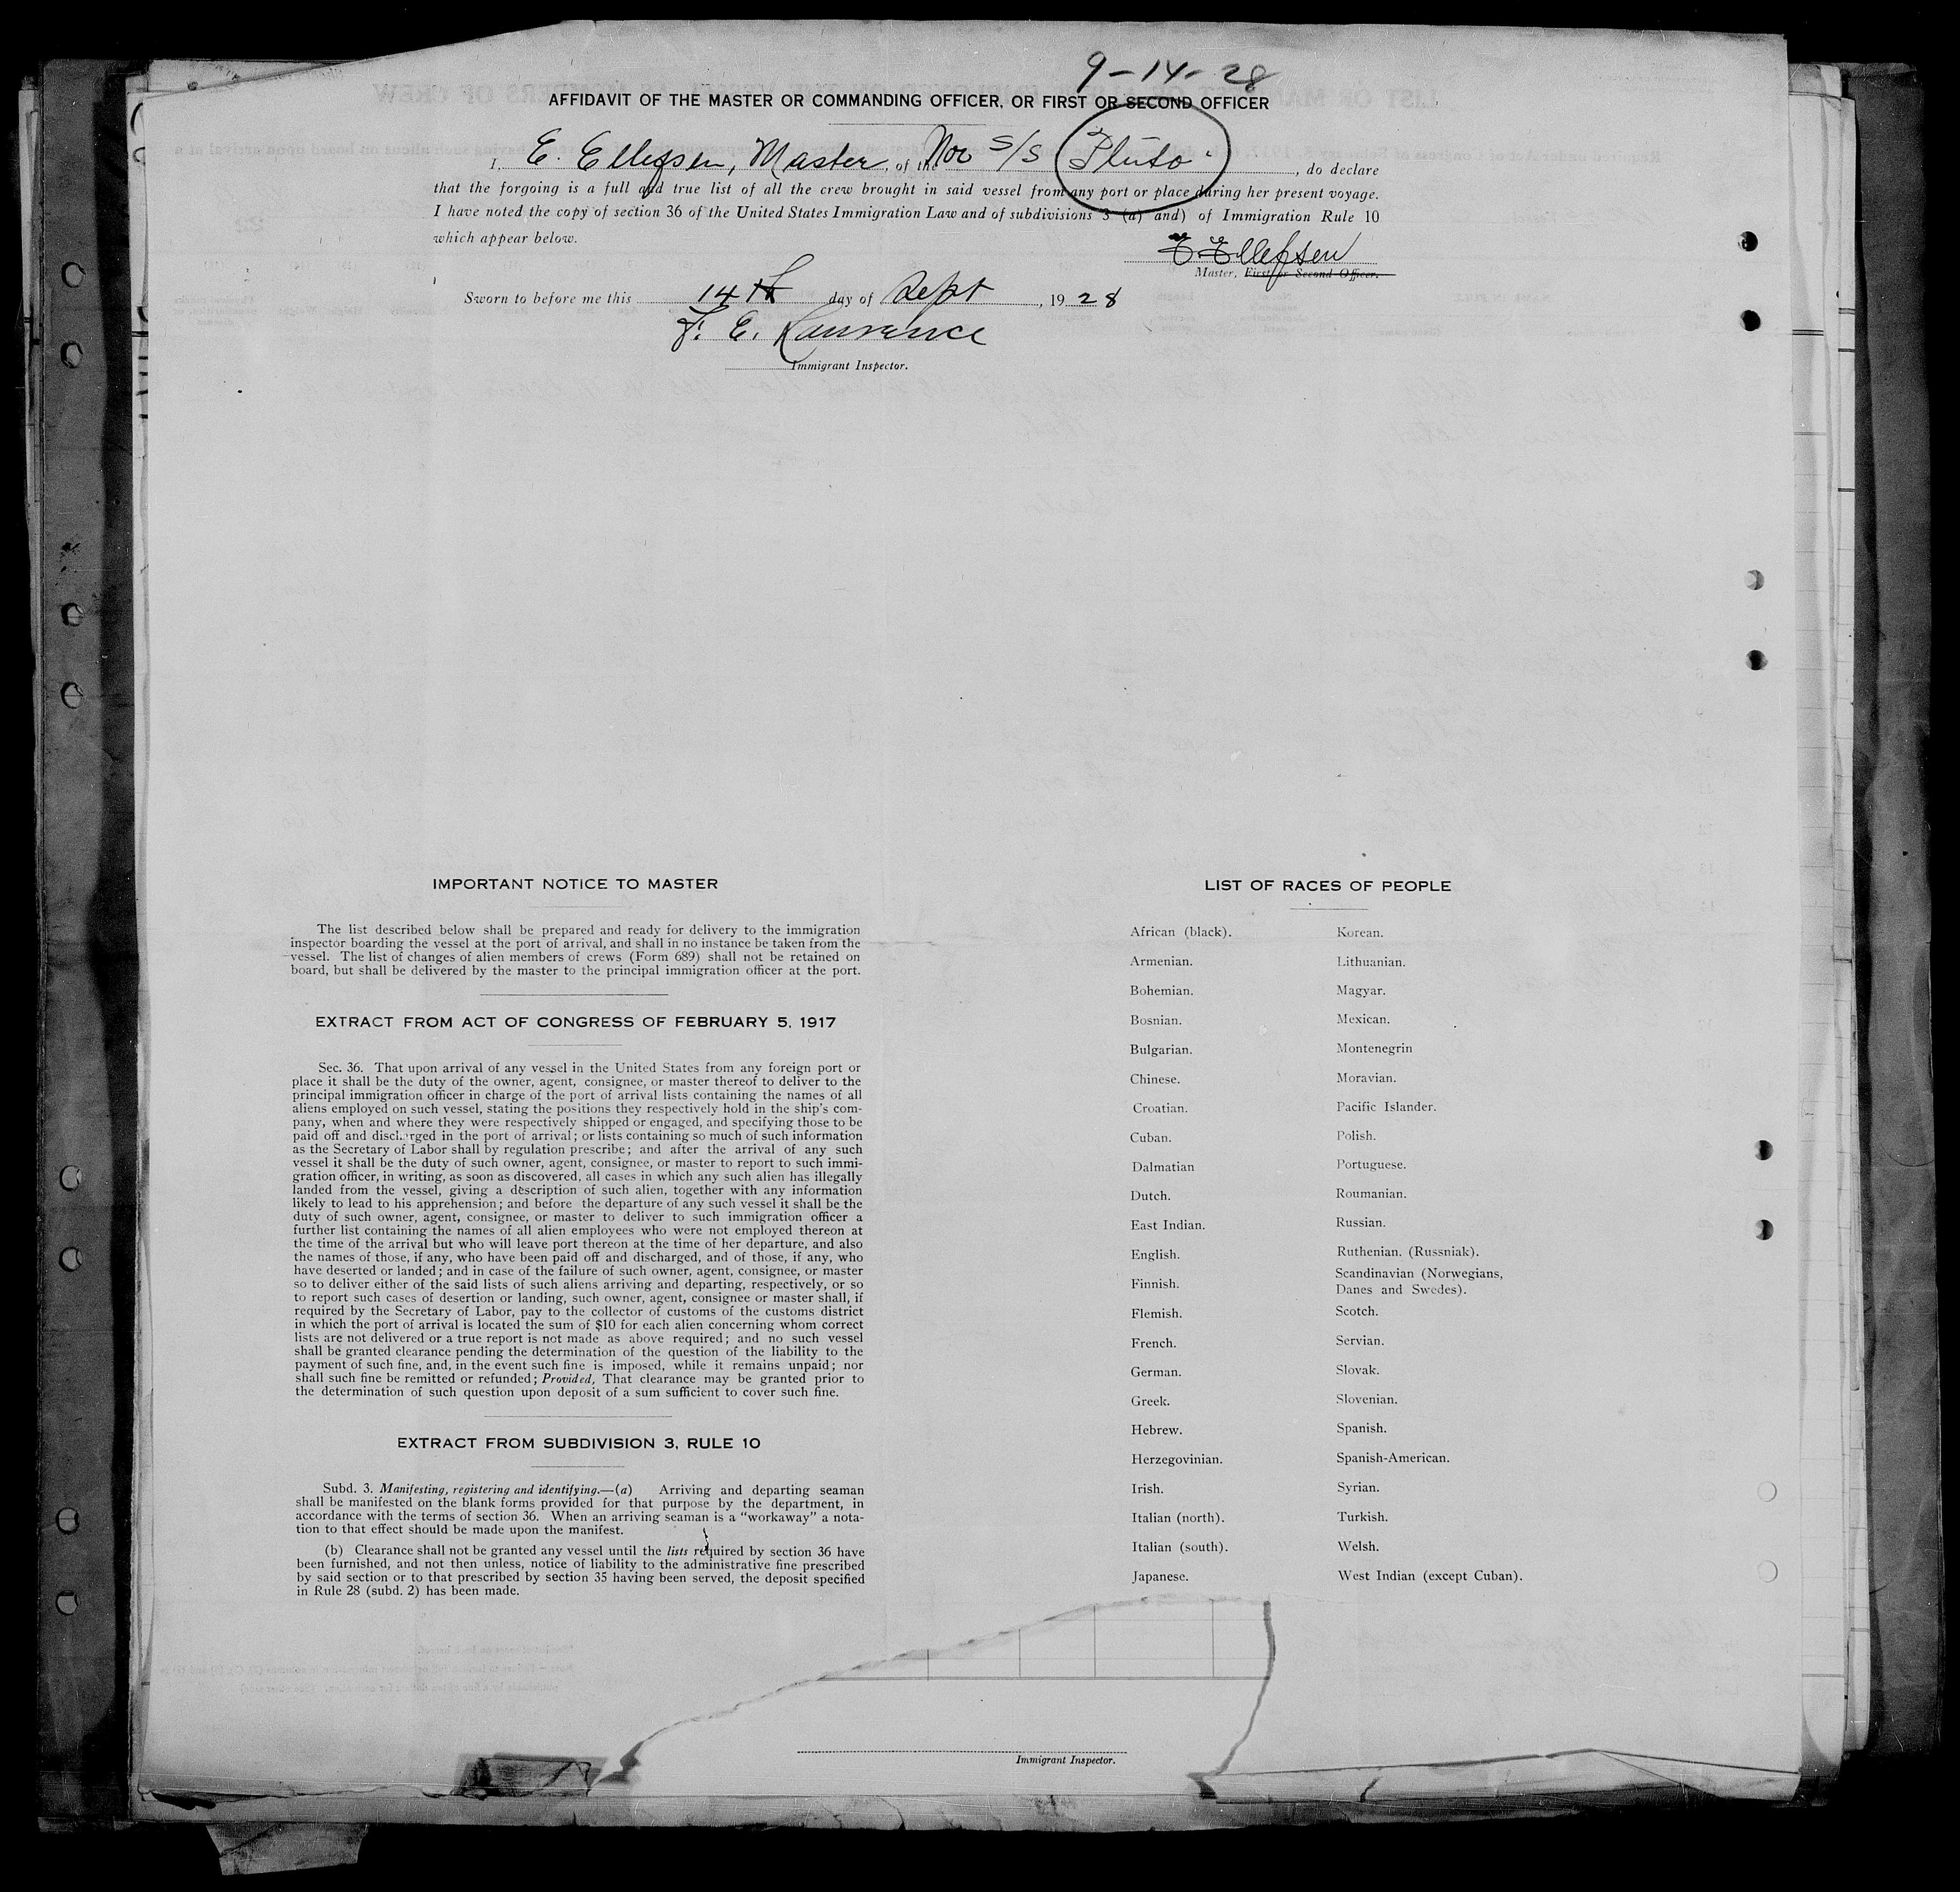 9-14-28
AFFIDAVIT OF THE MASTER OR COMMANDING OFFICER, OR FIRST OR SECOND OFFICER
I, E. Ellefsen, Master, of the Nor S/S Pluto, do declare
that the forgoing is a full and true list of all the crew brought in said vessel from any port or place during her present voyage.
I have noted the copy of section 36 of the United States Immigration Law and of subdivisions 3 (a) and) of Immigration Rule 10
which appear below.
E. Ellefsen
Master, First or Second Officer.
Sworn to before me this 14th day of Sept, 1928
F. E. Lawrence
Immigrant Inspector.
IMPORTANT NOTICE TO MASTER
The list described below shall be prepared and ready for delivery to the immigration
inspector boarding the vessel at the port of arrival, and shall in no instance be taken from the
vessel. The list of changes of alien members of crews (Form 689) shall not be retained on
board, but shall be delivered by the master to the principal immigration officer at the port.
EXTRACT FROM ACT OF CONGRESS OF FEBRUARY 5, 1917
Sec. 36. That upon arrival of any vessel in the United States from any foreign port or
place it shall be the duty of the owner, agent, consignee, or master thereof to deliver to the
principal immigration officer in charge of the port of arrival lists containing the names of all
aliens employed on such vessel, stating the positions they respectively hold in the ship's com-
pany, when and where they were respectively shipped or engaged, and specifying those to be
paid off and discharged in the port of arrival; or lists containing so much of such information
as the Secretary of Labor shall by regulation prescribe; and after the arrival of any such
vessel it shall be the duty of such owner, agent, consignee, or master to report to such immi-
gration officer, in writing, as soon as discovered, all cases in which any such alien has illegally
landed from the vessel, giving a description of such alien, together with any information
likely to lead to his apprehension; and before the departure of any such vessel it shall be the
duty of such owner, agent, consignee, or master to deliver to such immigration officer a
further list containing the names of all alien employees who were not employed thereon at
the time of the arrival but who will leave port thereon at the time of her departure, and also
the names of those, if any, who have been paid off and discharged, and of those, if any, who
have deserted or landed; and in case of the failure of such owner, agent, consignee, or master
so to deliver either of the said lists of such aliens arriving and departing, respectively, or so
to report such cases of desertion or landing, such owner, agent, consignee or master shall, if
required by the Secretary of Labor, pay to the collector of customs of the customs district
in which the port of arrival is located the sum of $10 for each alien concerning whom correct
lists are not delivered or a true report is not made as above required; and no such vessel
shall be granted clearance pending the determination of the question of the liability to the
payment of such fine, and, in the event such fine is imposed, while it remains unpaid; nor
shall such fine be remitted or refunded; Provided, That clearance may be granted prior to
the determination of such question upon deposit of a sum sufficient to cover such fine.
EXTRACT FROM SUBDIVISION 3, RULE 10
Subd. 3. Manifesting, registering and identifying.—(a) Arriving and departing seaman
shall be manifested on the blank forms provided for that purpose by the department, in
accordance with the terms of section 36. When an arriving seaman is a "workaway" a nota-
tion to that effect should be made upon the manifest.
(b) Clearance shall not be granted any vessel until the lists required by section 36 have
been furnished, and not then unless, notice of liability to the administrative fine prescribed
by said section or to that prescribed by section 35 having been served, the deposit specified
in Rule 28 (subd. 2) has been made.
LIST OF RACES OF PEOPLE
African (black).
Armenian.
Bohemian.
Bosnian.
Bulgarian.
Chinese.
Croatian.
Cuban.
Dalmatian
Dutch.
East Indian.
English.
Finnish.
Flemish.
French.
German.
Greek.
Hebrew.
Herzegovinian.
Irish.
Italian (north).
Italian (south).
Japanese.
Korean.
Lithuanian.
Magyar.
Mexican.
Montenegrin
Moravian.
Pacific Islander.
Polish.
Portuguese.
Roumanian.
Russian.
Ruthenian. (Russniak).
Scandinavian (Norwegians,
Danes and Swedes).
Scotch.
Servian.
Slovak.
Slovenian.
Spanish.
Spanish-American.
Syrian.
Turkish.
Welsh.
West Indian (except Cuban).
Immigrant Inspector.